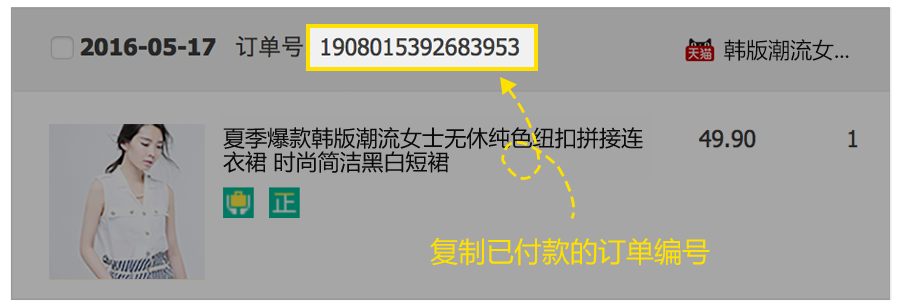 2016-05-17 订单号 1908015392683953 天猫 韩版潮流女...
夏季爆款韩版潮流女士无休纯色纽扣拼接连 49.90 1
衣裙 时尚简洁黑白短裙
正
复制已付款的订单编号